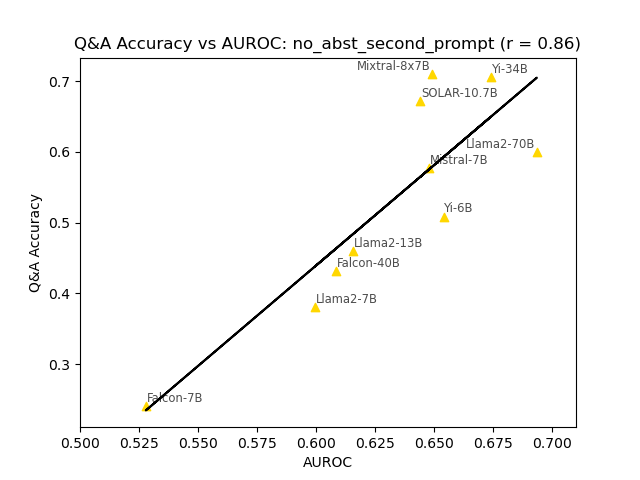 Q&A Accuracy vs AUROC: no_abst_second_prompt (r = 0.86)
Mixtral-8x7B
Yi-34B
0.7
SOLAR-10.7B
Llama2-70B
0.6
Mistral-7B
Yi-6B
0.5
Q&A Accuracy
Llama2-13B
Falcon-40B
0.4
Llama2-7B
0.3
Falcon-7B
0.500 0.525 0.550 0.575 0.600 0.625 0.650 0.675 0.700
AUROC